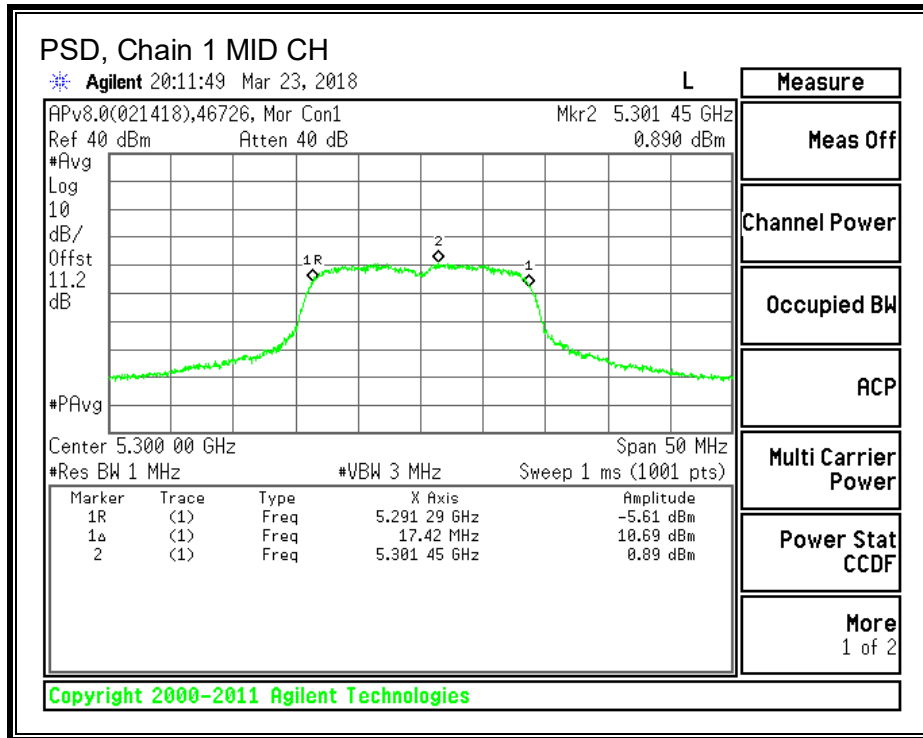 PSD, Chain 1 MID CH
Agilent 20:11:49 Mar 23, 2018 L
APv8.0(021418),46726, Mor Con1 Mkr2 5.301 45 GHz
Ref 40 dBm Atten 40 dB 0.890 dBm
#Avg
Log
10
dB/
Offst
11.2
dB
#PAvg
1R
2
1
Center 5.300 00 GHz Span 50 MHz
#Res BW 1 MHz #VBW 3 MHz Sweep 1 ms (1001 pts)
Marker Trace Type X Axis Amplitude
1R (1) Freq 5.291 29 GHz -5.61 dBm
1∆ (1) Freq 17.42 MHz 10.69 dBm
2 (1) Freq 5.301 45 GHz 0.89 dBm
Measure
Meas Off
Channel Power
Occupied BW
ACP
Multi Carrier
Power
Power Stat
CCDF
More
1 of 2
Copyright 2000-2011 Agilent Technologies